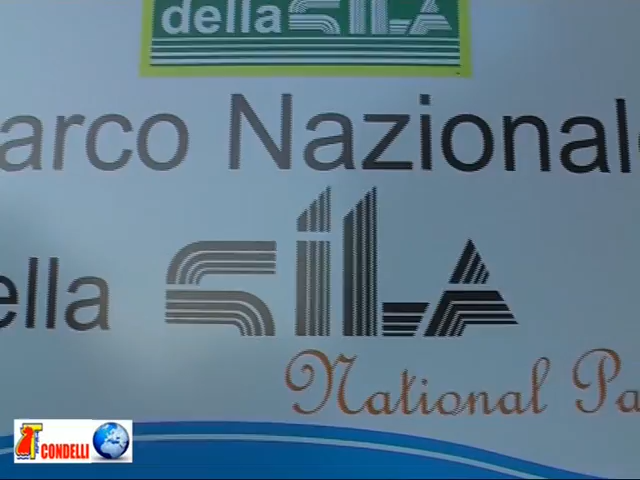 della SILA
arco Nazional
ella SILA
National Pa
T CONDELLI